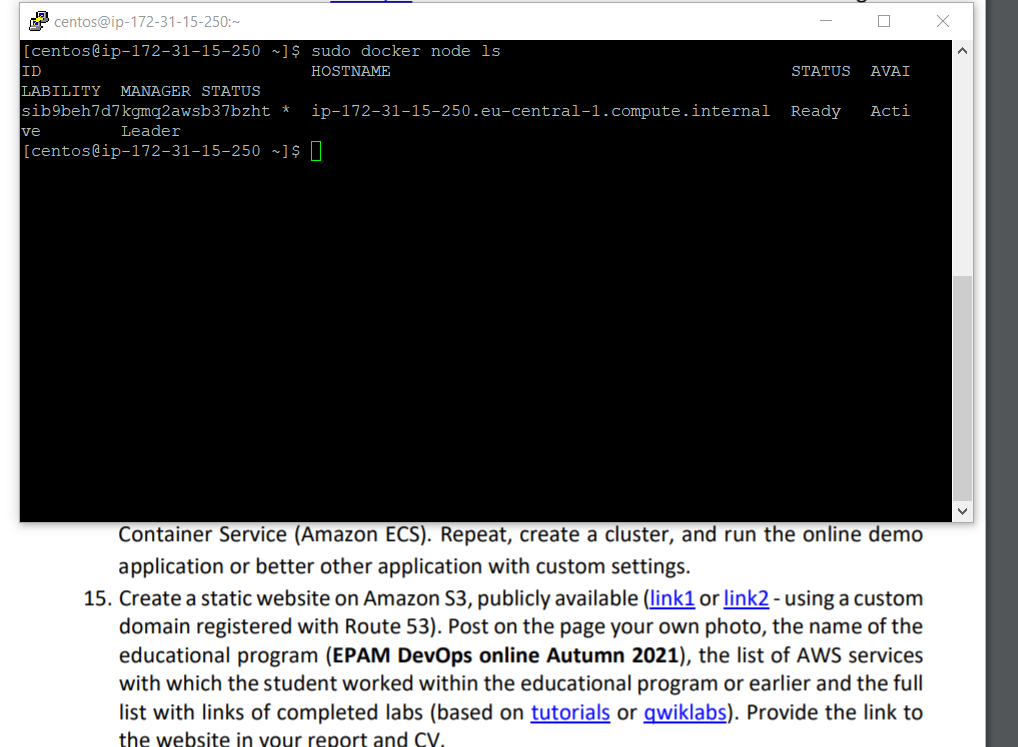 centos@ip-172-31-15-250:~
[centos@ip-172-31-15-250 ~]$ sudo docker node ls
ID                           HOSTNAME                                        STATUS  AVAI
LABILITY  MANAGER STATUS
sib9beh7d7kgmq2awsb37bzht *  ip-172-31-15-250.eu-central-1.compute.internal  Ready   Acti
ve        Leader
[centos@ip-172-31-15-250 ~]$
Container Service (Amazon ECS). Repeat, create a cluster, and run the online demo
application or better other application with custom settings.
15. Create a static website on Amazon S3, publicly available (link1 or link2 - using a custom
domain registered with Route 53). Post on the page your own photo, the name of the
educational program (EPAM DevOps online Autumn 2021), the list of AWS services
with which the student worked within the educational program or earlier and the full
list with links of completed labs (based on tutorials or qwiklabs). Provide the link to
the website in your report and CV.